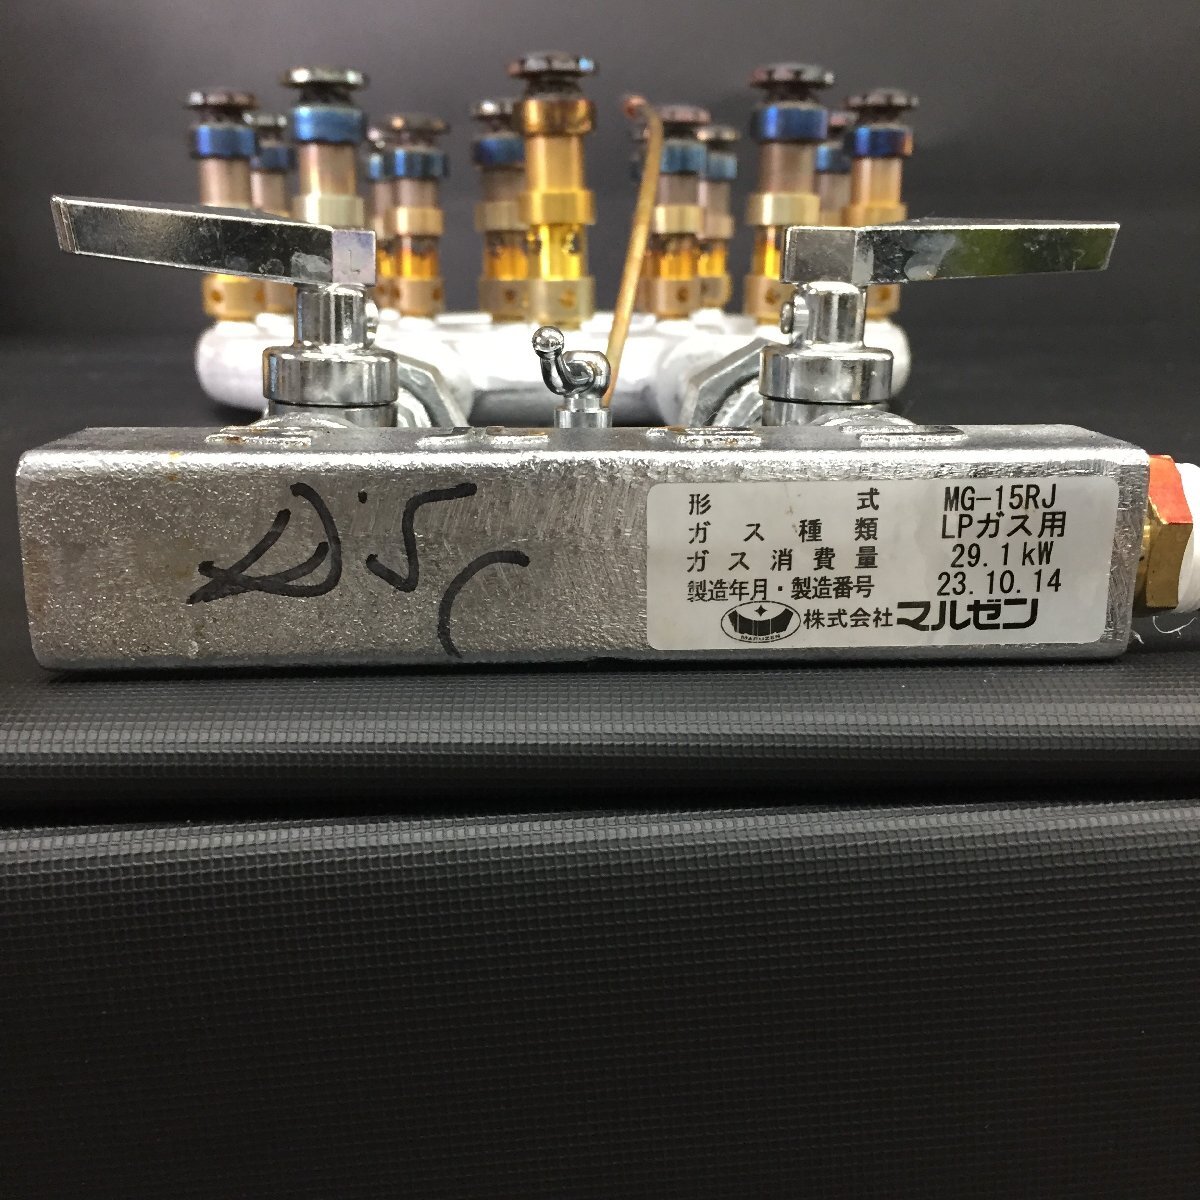 形式 MG-15RJ
ガス種類 LPガス用
ガス消費量 29.1kW
製造年月・製造番号 23.10.14
MARUZEN 株式会社マルゼン